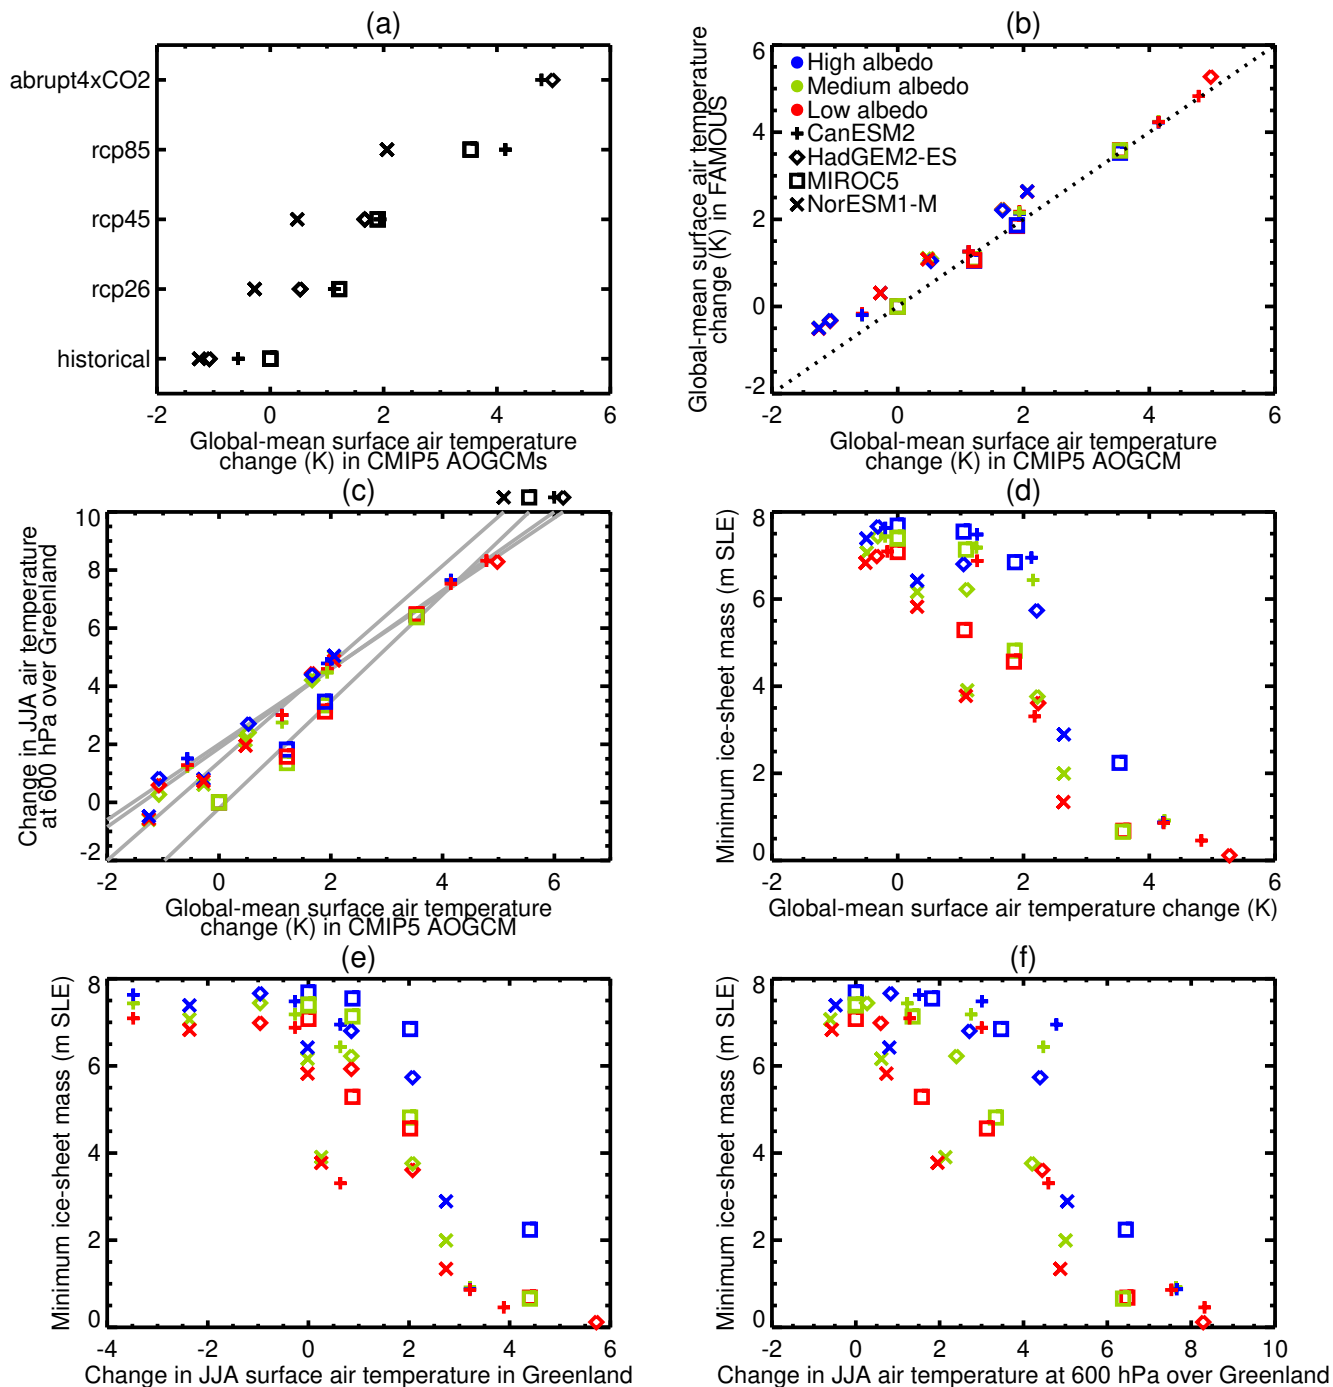 (a)
abrupt4xCO2
rcp85
rcp45
rcp26
historical
-2 0 2 4 6
Global-mean surface air temperature
change (K) in CMIP5 AOGCMs
(b)
Global-mean surface air temperature
change (K) in FAMOUS
6
4
2
0
-2
High albedo
Medium albedo
Low albedo
CanESM2
HadGEM2-ES
MIROC5
NorESM1-M
-2 0 2 4 6
Global-mean surface air temperature
change (K) in CMIP5 AOGCM
(c)
Change in JJA air temperature
at 600 hPa over Greenland
10
8
6
4
2
0
-2
-2 0 2 4 6
Global-mean surface air temperature
change (K) in CMIP5 AOGCM
(d)
Minimum ice-sheet mass (m SLE)
8
6
4
2
0
-2 0 2 4 6
Global-mean surface air temperature change (K)
(e)
Minimum ice-sheet mass (m SLE)
8
6
4
2
0
-4 -2 0 2 4 6
Change in JJA surface air temperature in Greenland
(f)
Minimum ice-sheet mass (m SLE)
8
6
4
2
0
-2 0 2 4 6 8 10
Change in JJA air temperature at 600 hPa over Greenland